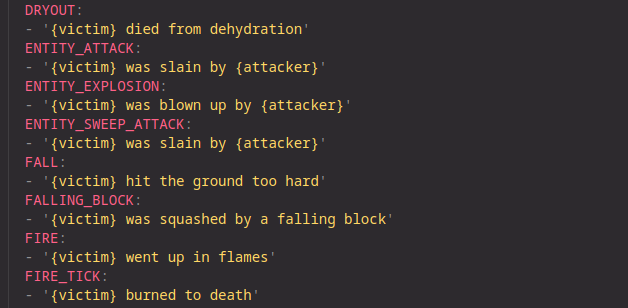 DRYOUT:
- '{victim} died from dehydration'
ENTITY_ATTACK:
- '{victim} was slain by {attacker}'
ENTITY_EXPLOSION:
- '{victim} was blown up by {attacker}'
ENTITY_SWEEP_ATTACK:
- '{victim} was slain by {attacker}'
FALL:
- '{victim} hit the ground too hard'
FALLING_BLOCK:
- '{victim} was squashed by a falling block'
FIRE:
- '{victim} went up in flames'
FIRE_TICK:
- '{victim} burned to death'